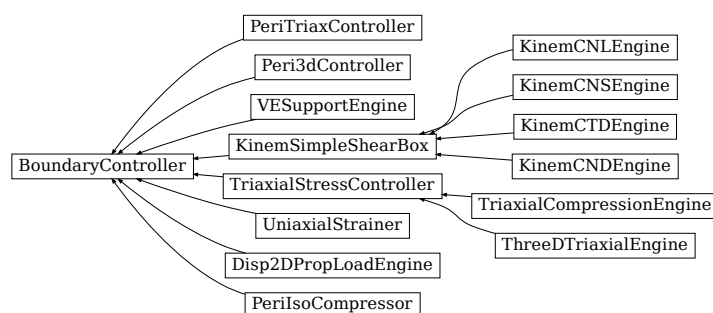 PeriTriaxController
Peri3dController
VESupportEngine
KinemSimpleShearBox
BoundaryController
TriaxialStressController
UniaxialStrainer
Disp2DPropLoadEngine
PeriIsoCompressor
KinemCNLEngine
KinemCNSEngine
KinemCTDEngine
KinemCNDEngine
TriaxialCompressionEngine
ThreeDTriaxialEngine